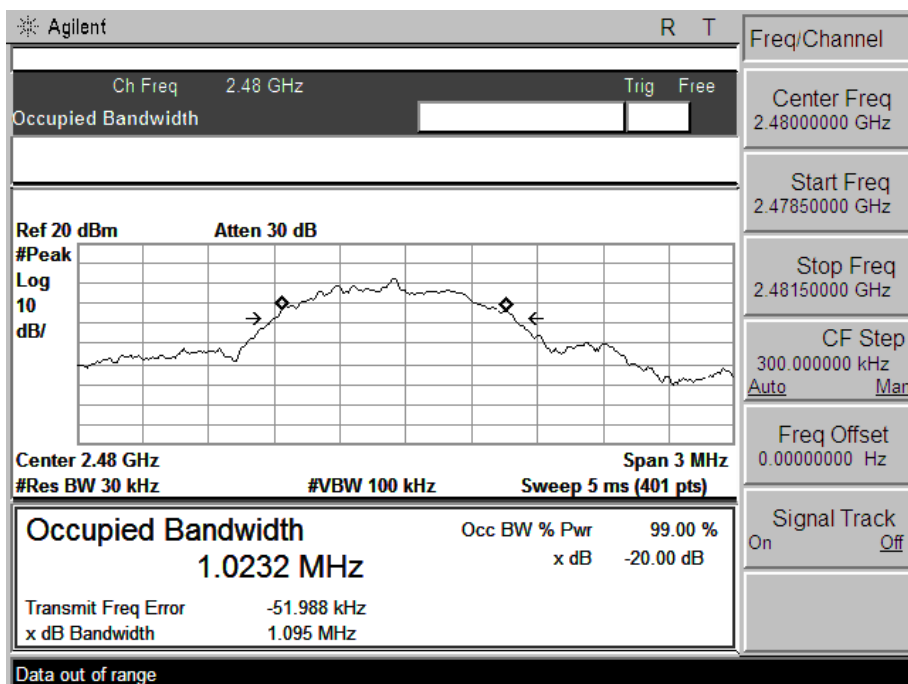 Agilent R T
Freq/Channel
Ch Freq 2.48 GHz Trig Free
Occupied Bandwidth
Center Freq
2.48000000 GHz
Start Freq
2.47850000 GHz
Stop Freq
2.48150000 GHz
CF Step
300.000000 kHz
Auto Man
Freq Offset
0.00000000 Hz
Signal Track
On Off
Ref 20 dBm Atten 30 dB
#Peak
Log
10
dB/
Center 2.48 GHz Span 3 MHz
#Res BW 30 kHz #VBW 100 kHz Sweep 5 ms (401 pts)
Occupied Bandwidth Occ BW % Pwr 99.00 %
1.0232 MHz x dB -20.00 dB
Transmit Freq Error -51.988 kHz
x dB Bandwidth 1.095 MHz
Data out of range